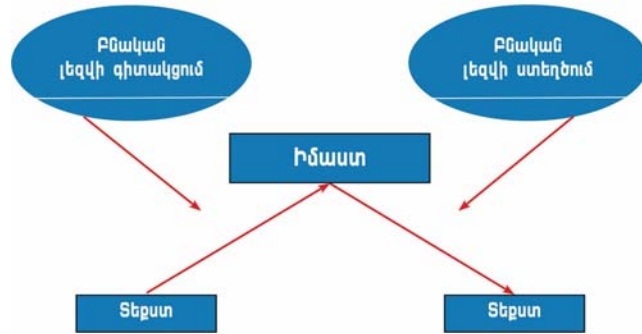 Բնական
լեզվի գիտակցում
Բնական
լեզվի ստեղծում
Իմաստ
Տեքստ
Տեքստ